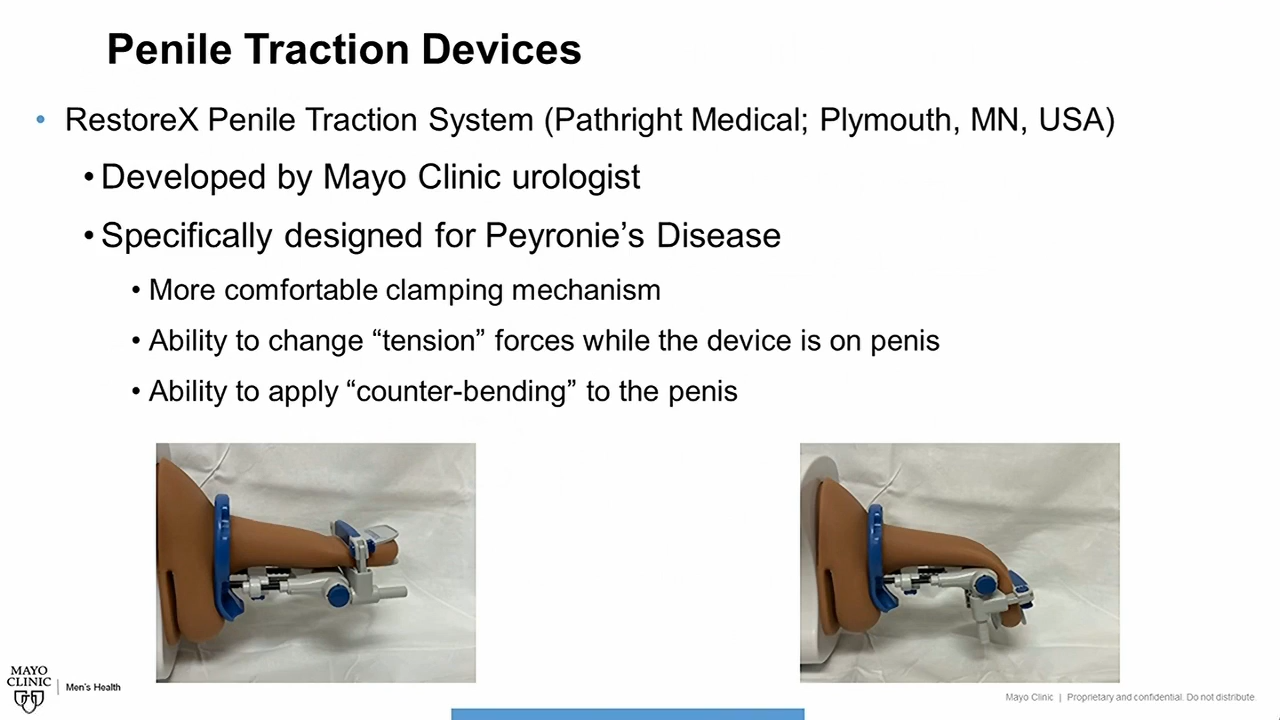 Penile Traction Devices
• RestoreX Penile Traction System (Pathright Medical; Plymouth, MN, USA)
• Developed by Mayo Clinic urologist
• Specifically designed for Peyronie’s Disease
• More comfortable clamping mechanism
• Ability to change “tension” forces while the device is on penis
• Ability to apply “counter-bending” to the penis
MAYO
CLINIC
Men's Health
Mayo Clinic | Proprietary and confidential. Do not distribute.